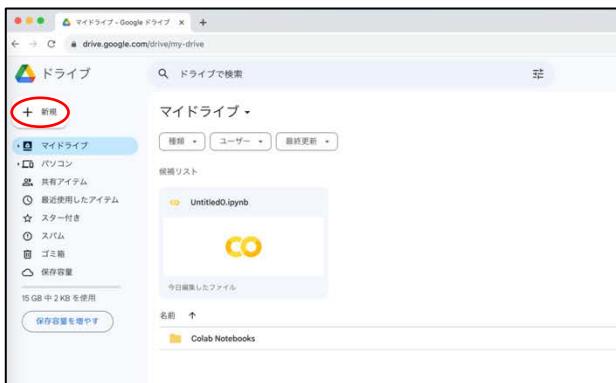 マイドライブ - Google ドライブ
drive.google.com/drive/my-drive
ドライブ
ドライブで検索
新規
マイドライブ
種類
ユーザー
最終更新
マイドライブ
パソコン
共有アイテム
最近使用したアイテム
スター付き
スパム
ゴミ箱
保存容量
15 GB 中 2 KB を使用
保存容量を増やす
候補リスト
Untitled0.ipynb
今日編集したファイル
名前 ↑
Colab Notebooks